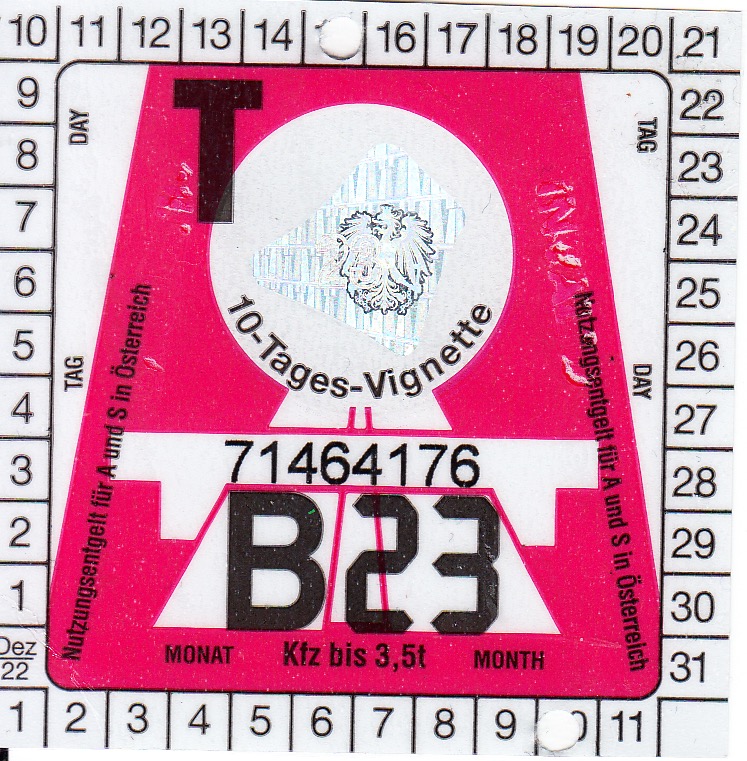 10 11 12 13 14 16 17 18 19 20 21
9
8
7
6
5
4
3
2
1
Dez
22
DAY
TAG
T
TAG
DAY
10-Tages-Vignette
Nutzungsentgelt für A und S in Österreich
Nutzungsentgelt für A und S in Österreich
71464176
B23
MONAT Kfz bis 3,5t MONTH
22
23
24
25
26
27
28
29
30
31
1 2 3 4 5 6 7 8 9 11